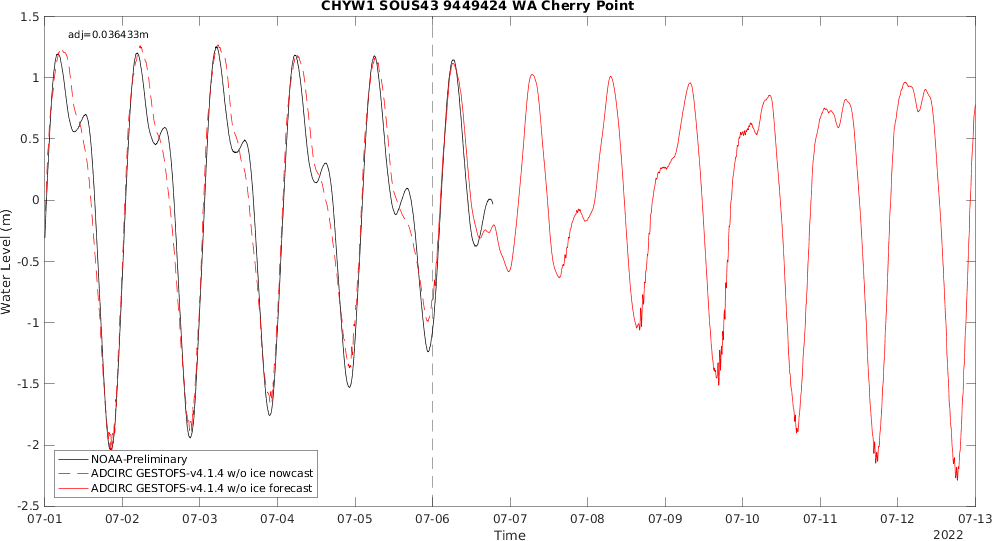 CHYW1 SOUS43 9449424 WA Cherry Point
adj=0.036433m
Water Level (m)
1.5
1
0.5
0
-0.5
-1
-1.5
-2
-2.5
NOAA-Preliminary
ADCIRC GESTOFS-v4.1.4 w/o ice nowcast
ADCIRC GESTOFS-v4.1.4 w/o ice forecast
07-01 07-02 07-03 07-04 07-05 07-06 07-07 07-08 07-09 07-10 07-11 07-12 07-13
Time
2022